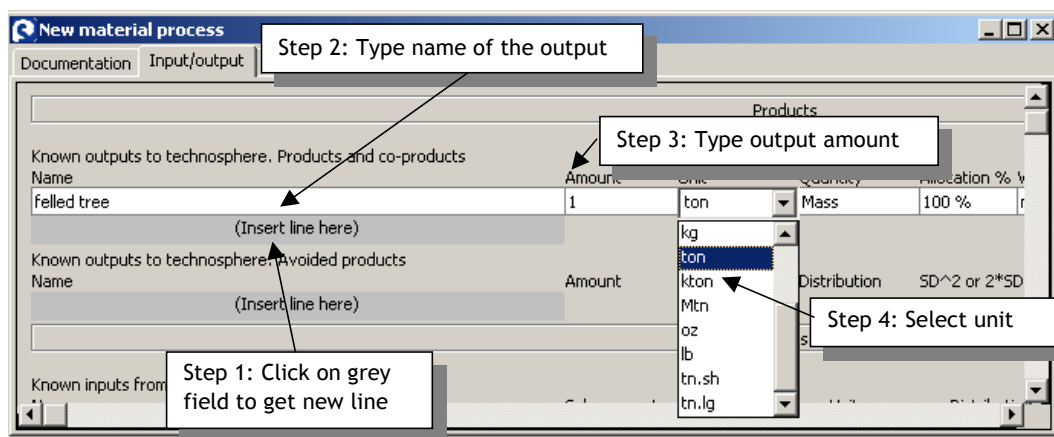 New material process
Step 2: Type name of the output
Documentation Input/output
Products
Step 3: Type output amount
Known outputs to technosphere. Products and co-products
Name Amount Unit Quantity Allocation %
felled tree 1 ton Mass 100 %
(Insert line here)
kg
ton
kton
Mtn
oz
lb
tn.sh
tn.lg
Known outputs to technosphere. Avoided products
Name Amount Distribution SD^2 or 2*SD
(Insert line here)
Step 4: Select unit
Step 1: Click on grey
field to get new line
Known inputs from